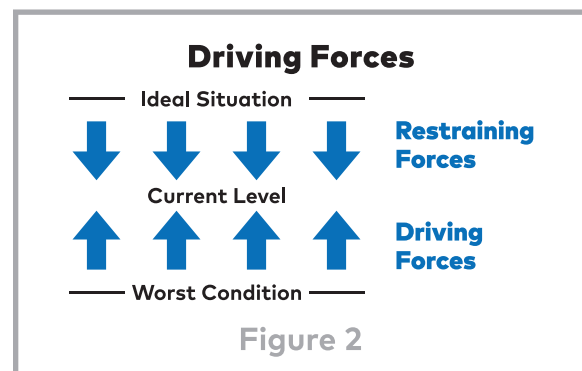 Driving Forces
Ideal Situation
Restraining
Forces
Current Level
Driving
Forces
Worst Condition
Figure 2